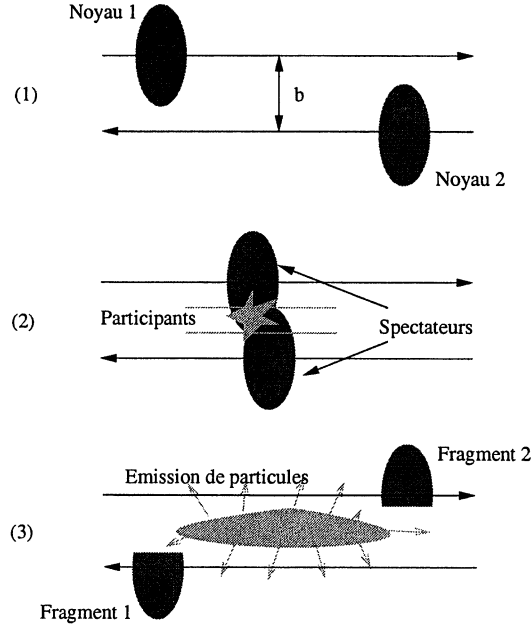 Noyau 1
(1)
b
Noyau 2
(2)
Participants
Spectateurs
Fragment 2
Emission de particules
(3)
Fragment 1